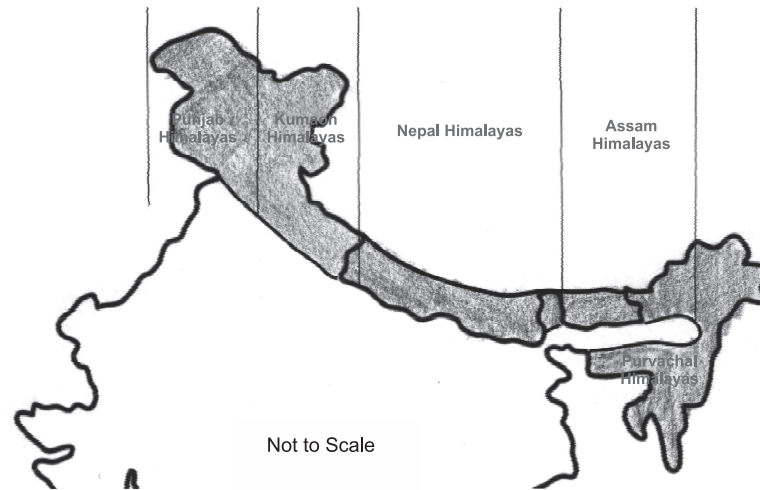 Punjab
Himalayas
Kumaon
Himalayas
Nepal Himalayas
Assam
Himalayas
Purvachal
Himalayas
Not to Scale